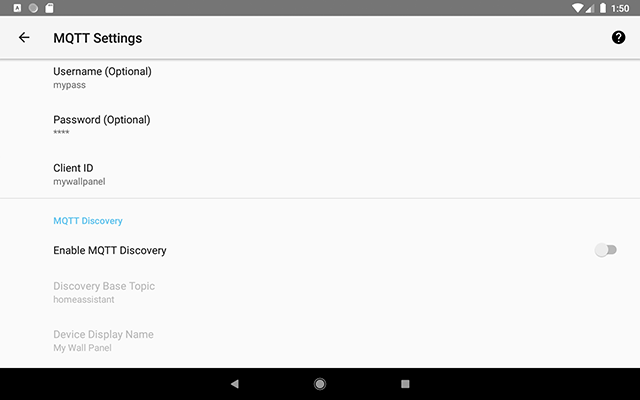 1:50
MQTT Settings
Username (Optional)
mypass
Password (Optional)
****
Client ID
mywallpanel
MQTT Discovery
Enable MQTT Discovery
Discovery Base Topic
homeassistant
Device Display Name
My Wall Panel